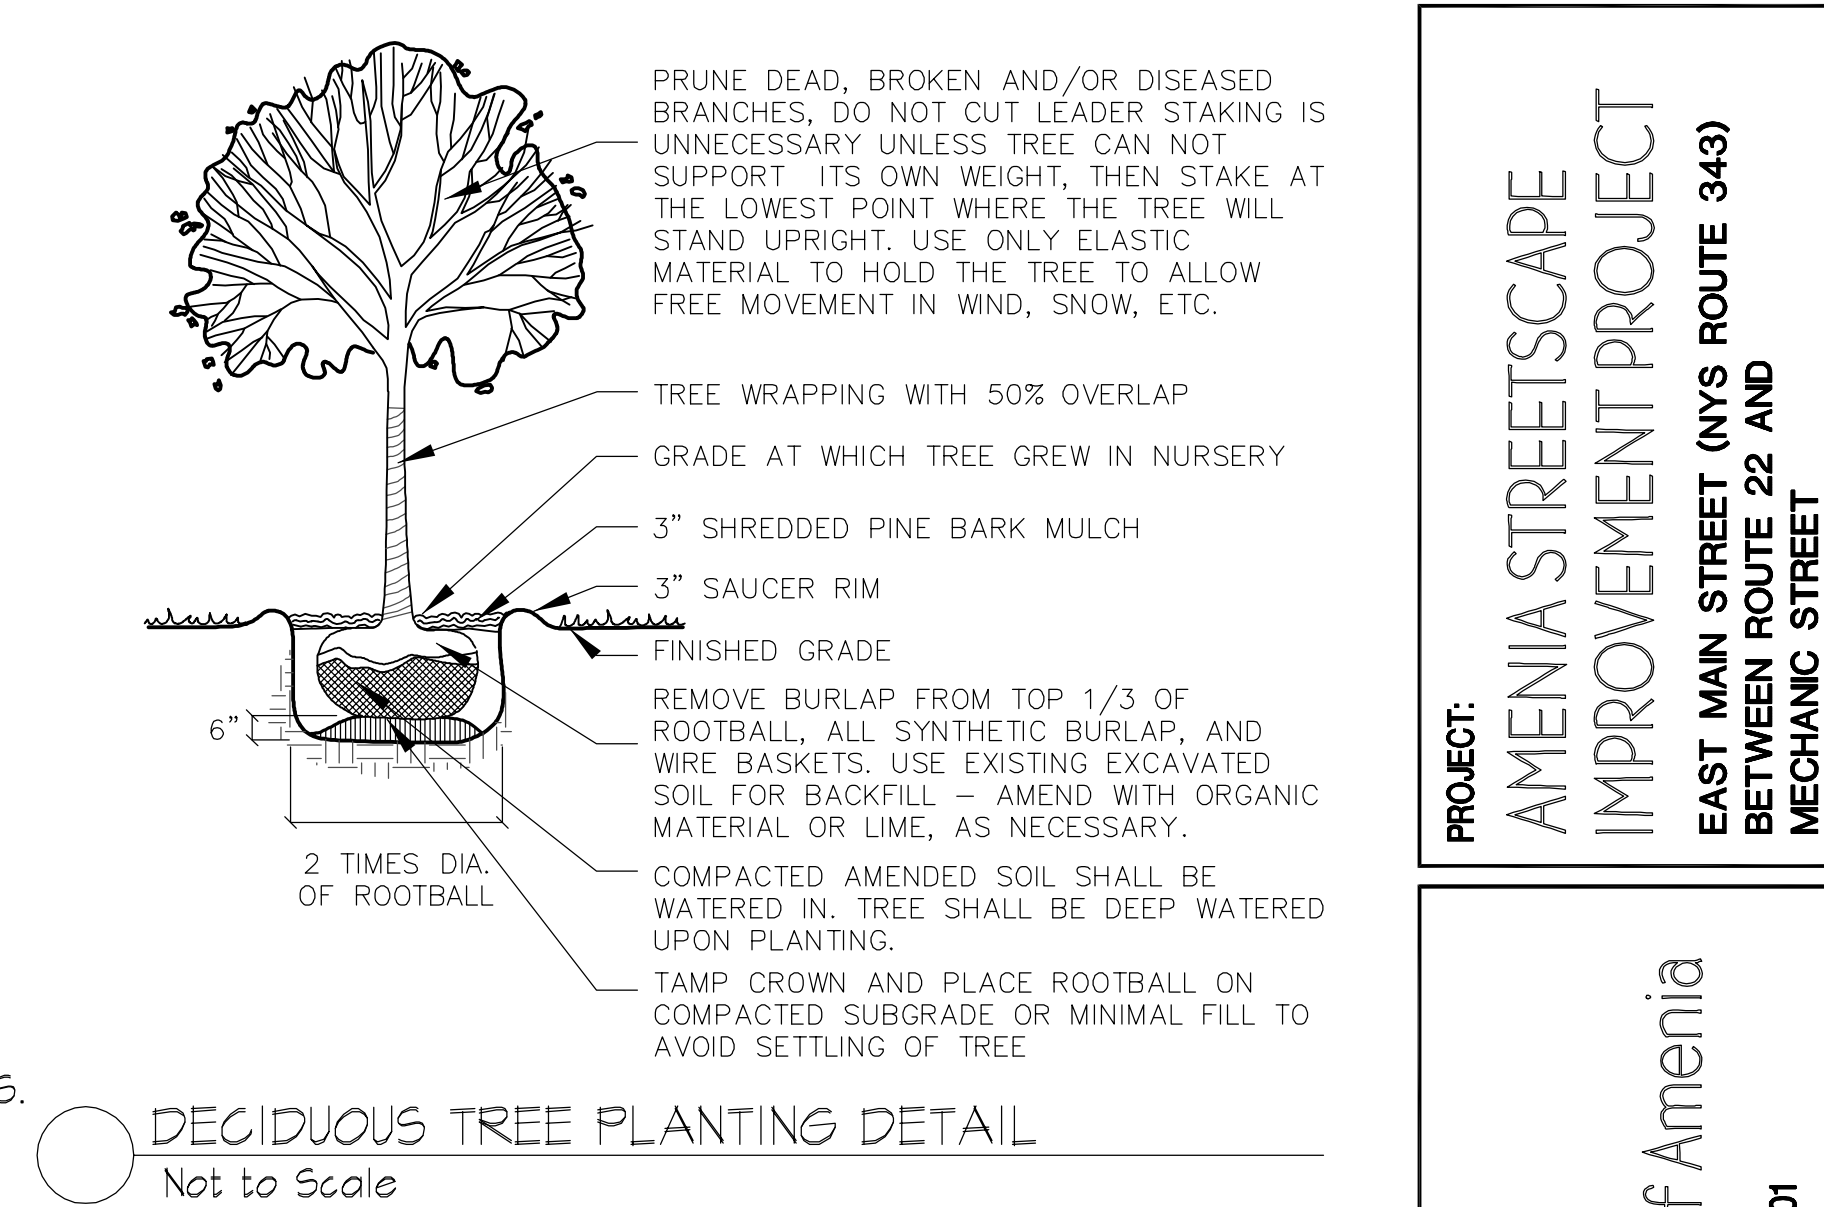 PRUNE DEAD, BROKEN AND/OR DISEASED
BRANCHES, DO NOT CUT LEADER STAKING IS
UNNECESSARY UNLESS TREE CAN NOT
SUPPORT ITS OWN WEIGHT, THEN STAKE AT
THE LOWEST POINT WHERE THE TREE WILL
STAND UPRIGHT. USE ONLY ELASTIC
MATERIAL TO HOLD THE TREE TO ALLOW
FREE MOVEMENT IN WIND, SNOW, ETC.
TREE WRAPPING WITH 50% OVERLAP
GRADE AT WHICH TREE GREW IN NURSERY
3" SHREDDED PINE BARK MULCH
3" SAUCER RIM
FINISHED GRADE
REMOVE BURLAP FROM TOP 1/3 OF
ROOTBALL, ALL SYNTHETIC BURLAP, AND
WIRE BASKETS. USE EXISTING EXCAVATED
SOIL FOR BACKFILL – AMEND WITH ORGANIC
MATERIAL OR LIME, AS NECESSARY.
6"
2 TIMES DIA.
OF ROOTBALL
COMPACTED AMENDED SOIL SHALL BE
WATERED IN. TREE SHALL BE DEEP WATERED
UPON PLANTING.
TAMP CROWN AND PLACE ROOTBALL ON
COMPACTED SUBGRADE OR MINIMAL FILL TO
AVOID SETTLING OF TREE
S.
DECIDUOUS TREE PLANTING DETAIL
Not to Scale
PROJECT:
AMENIA STREETSCAPE
IMPROVEMENT PROJECT
EAST MAIN STREET (NYS ROUTE 343)
BETWEEN ROUTE 22 AND
MECHANIC STREET
f Amenia
01